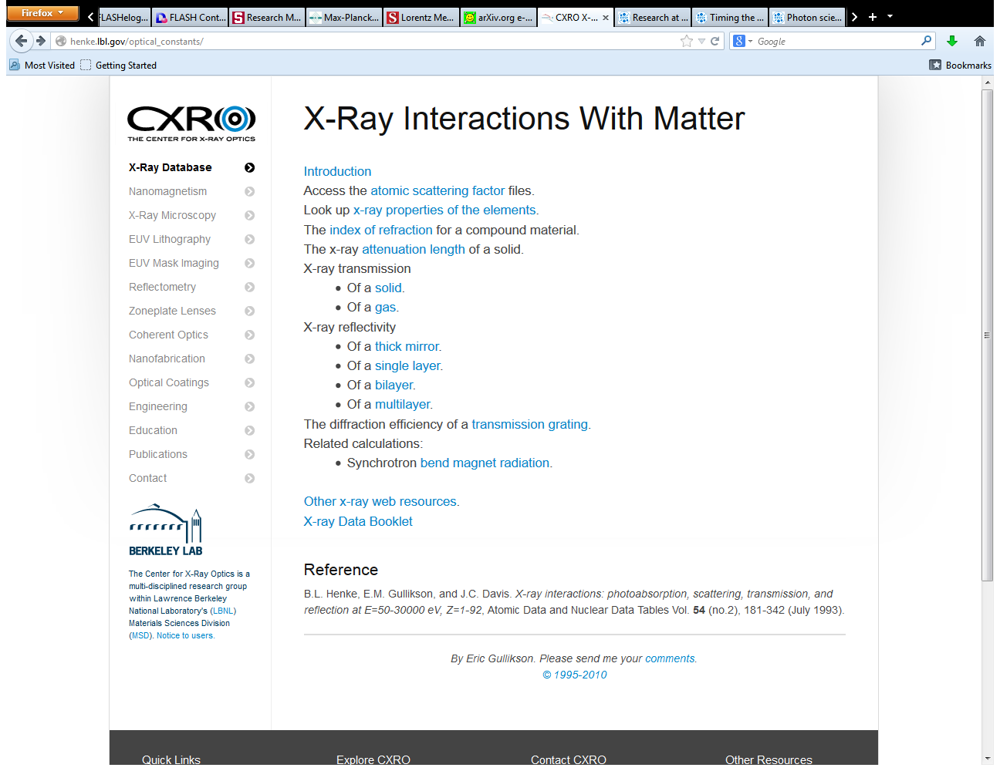 Firefox
FLASHelog...
FLASH Cont...
Research M...
Max-Planck...
Lorentz Me...
arXiv.org e-...
CXRO X-...
Research at ...
Timing the ...
Photon scie...
henke.lbl.gov/optical_constants/
Google
Most Visited
Getting Started
Bookmarks
CXRO
THE CENTER FOR X-RAY OPTICS
X-Ray Database
Nanomagnetism
X-Ray Microscopy
EUV Lithography
EUV Mask Imaging
Reflectometry
Zoneplate Lenses
Coherent Optics
Nanofabrication
Optical Coatings
Engineering
Education
Publications
Contact
BERKELEY LAB
The Center for X-Ray Optics is a
multi-disciplined research group
within Lawrence Berkeley
National Laboratory's (LBNL)
Materials Sciences Division
(MSD). Notice to users.
X-Ray Interactions With Matter
Introduction
Access the atomic scattering factor files.
Look up x-ray properties of the elements.
The index of refraction for a compound material.
The x-ray attenuation length of a solid.
X-ray transmission
• Of a solid.
• Of a gas.
X-ray reflectivity
• Of a thick mirror.
• Of a single layer.
• Of a bilayer.
• Of a multilayer.
The diffraction efficiency of a transmission grating.
Related calculations:
• Synchrotron bend magnet radiation.
Other x-ray web resources.
X-ray Data Booklet
Reference
B.L. Henke, E.M. Gullikson, and J.C. Davis. X-ray interactions: photoabsorption, scattering, transmission, and
reflection at E=50-30000 eV, Z=1-92, Atomic Data and Nuclear Data Tables Vol. 54 (no.2), 181-342 (July 1993).
By Eric Gullikson. Please send me your comments.
© 1995-2010
Quick Links
Explore CXRO
Contact CXRO
Other Resources